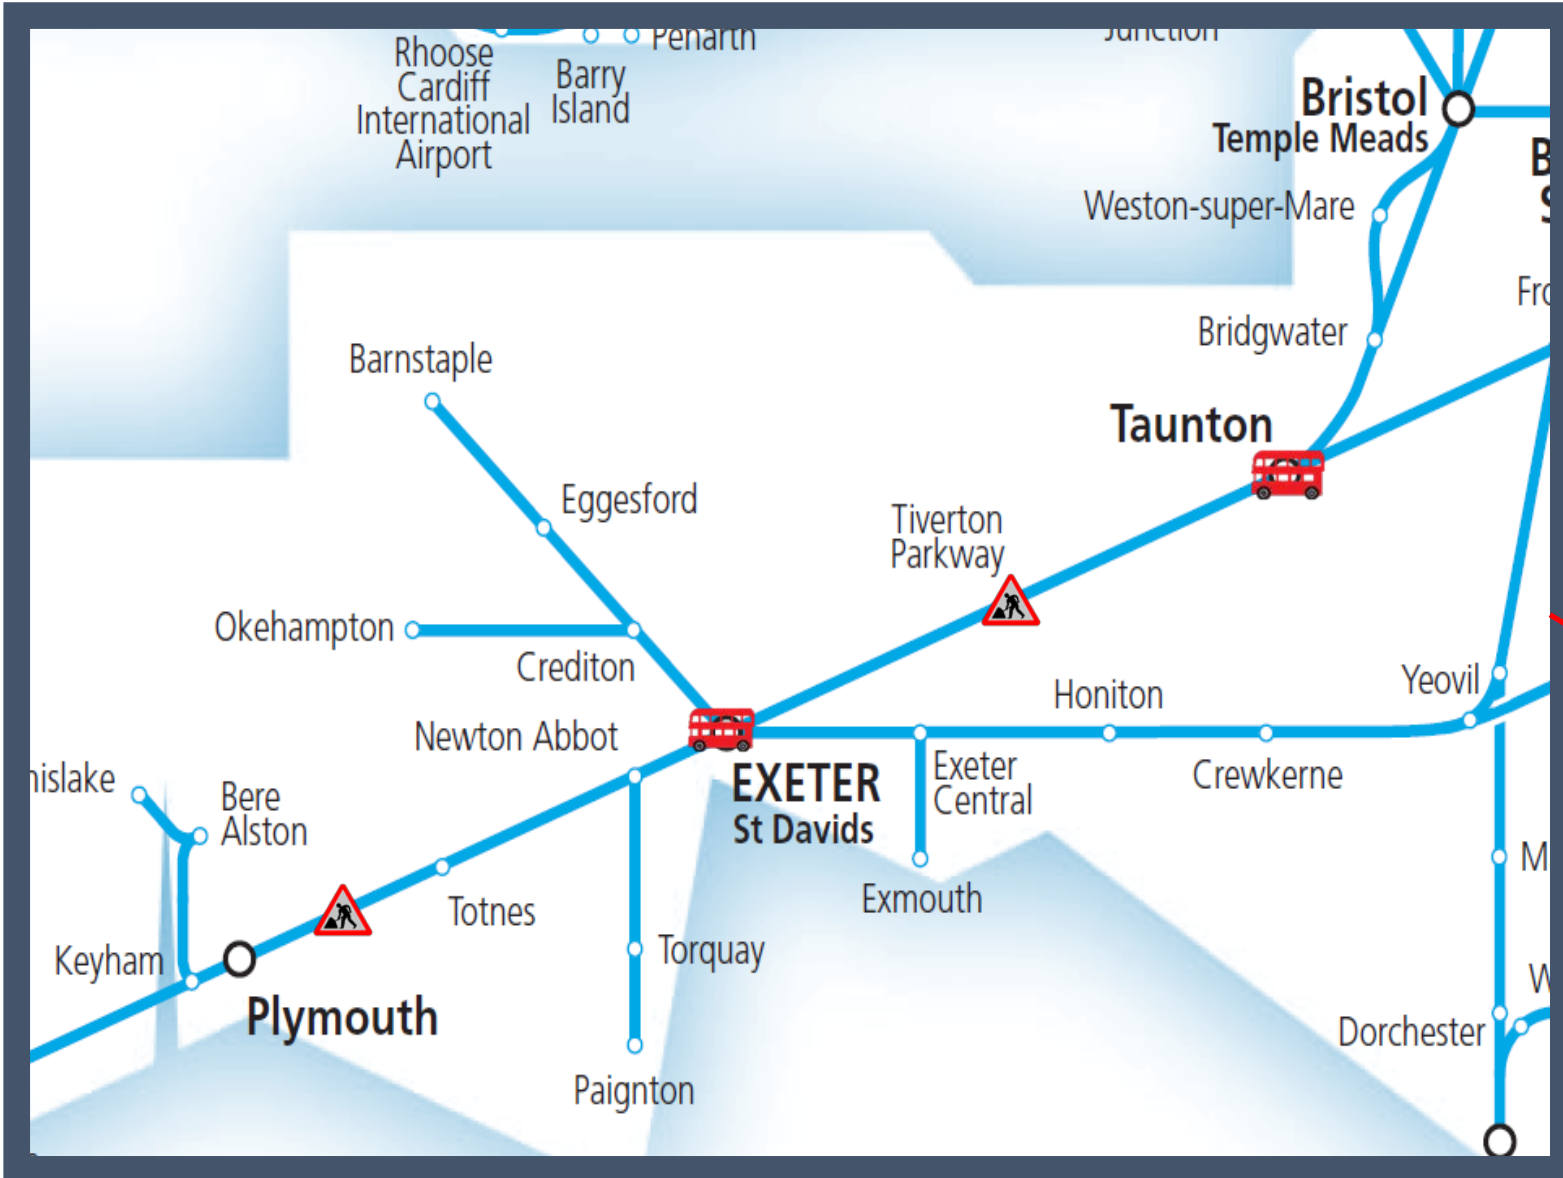 Penarth
Junction
Rhoose
Cardiff
International
Airport
Barry
Island
Bristol
Temple Meads
Weston-super-Mare
Bridgwater
Barnstaple
Taunton
Eggesford
Tiverton
Parkway
Okehampton
Crediton
Honiton
Yeovil
Newton Abbot
EXETER
St Davids
Exeter
Central
Crewkerne
Bere
Alston
Totnes
Exmouth
Torquay
Keyham
Plymouth
Dorchester
Paignton